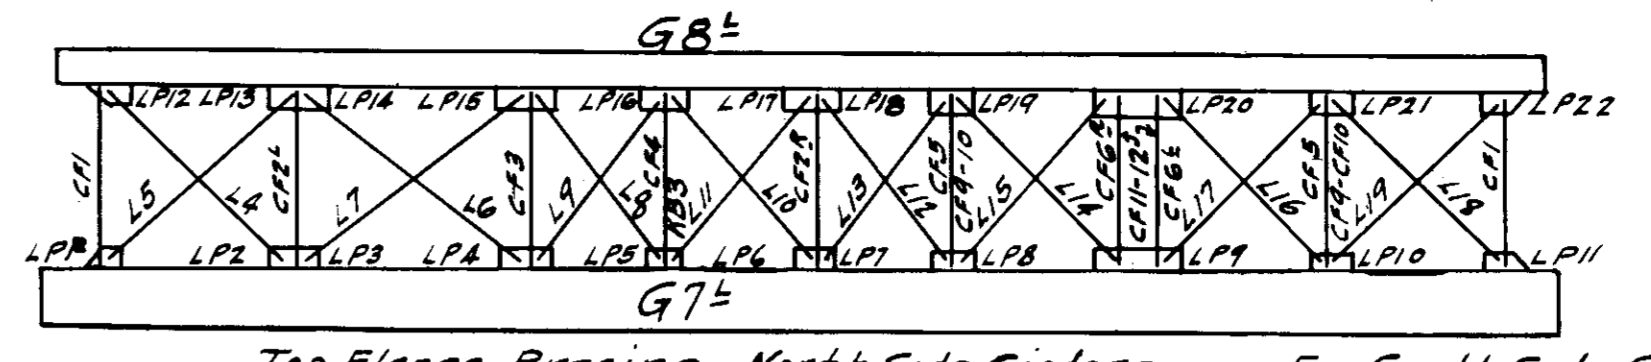 G8L
LP12 LP13 LP14 LP15 LP16 LP17 LP18 LP19 LP20 LP21 LP22
CF1 L5 L4 CF2L L7 L6 CF3 L9 L8 CF4 KB3 L11 L10 CF2R L13 L12 CF5 CF9-10 L15 L14 CF6R CF11-12 CF6L L17 L16 CF5 CF9-CF10 L19 L18 CF1
LP2 LP3 LP4 LP5 LP6 LP7 LP8 LP9 LP10 LP11
G7L
Top Flange Bracing North